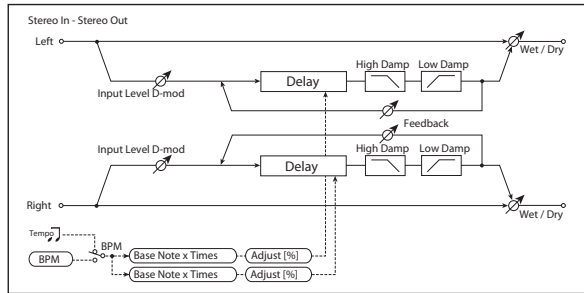 Stereo In - Stereo Out
Left
Wet / Dry
High Damp
Low Damp
Delay
Input Level D-mod
Feedback
Input Level D-mod
High Damp
Low Damp
Delay
Right
Wet / Dry
Tempo
BPM
BPM
Base Note x Times
Adjust [%]
Base Note x Times
Adjust [%]